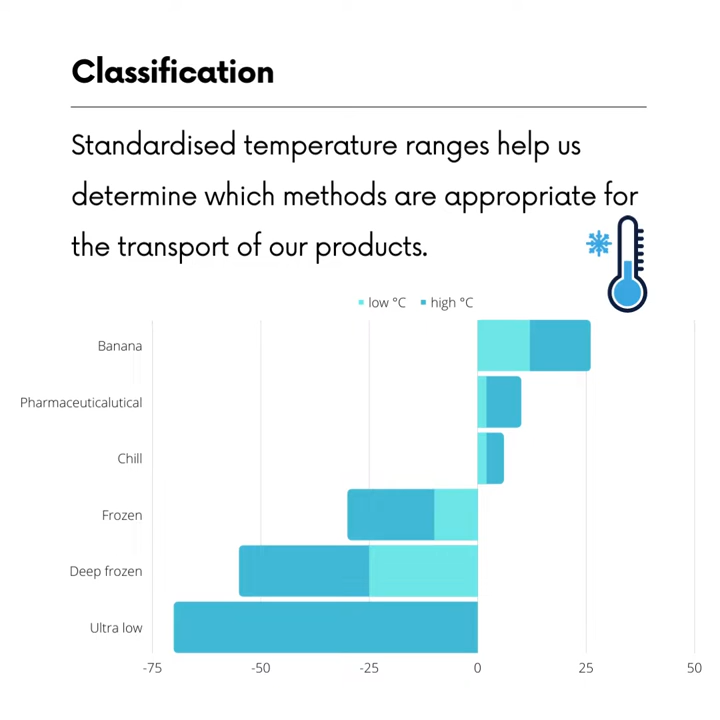 Classification
Standardised temperature ranges help us
determine which methods are appropriate for
the transport of our products.
low °C high °C
Banana
Pharmaceuticalutical
Chill
Frozen
Deep frozen
Ultra low
-75 -50 -25 0 25 50